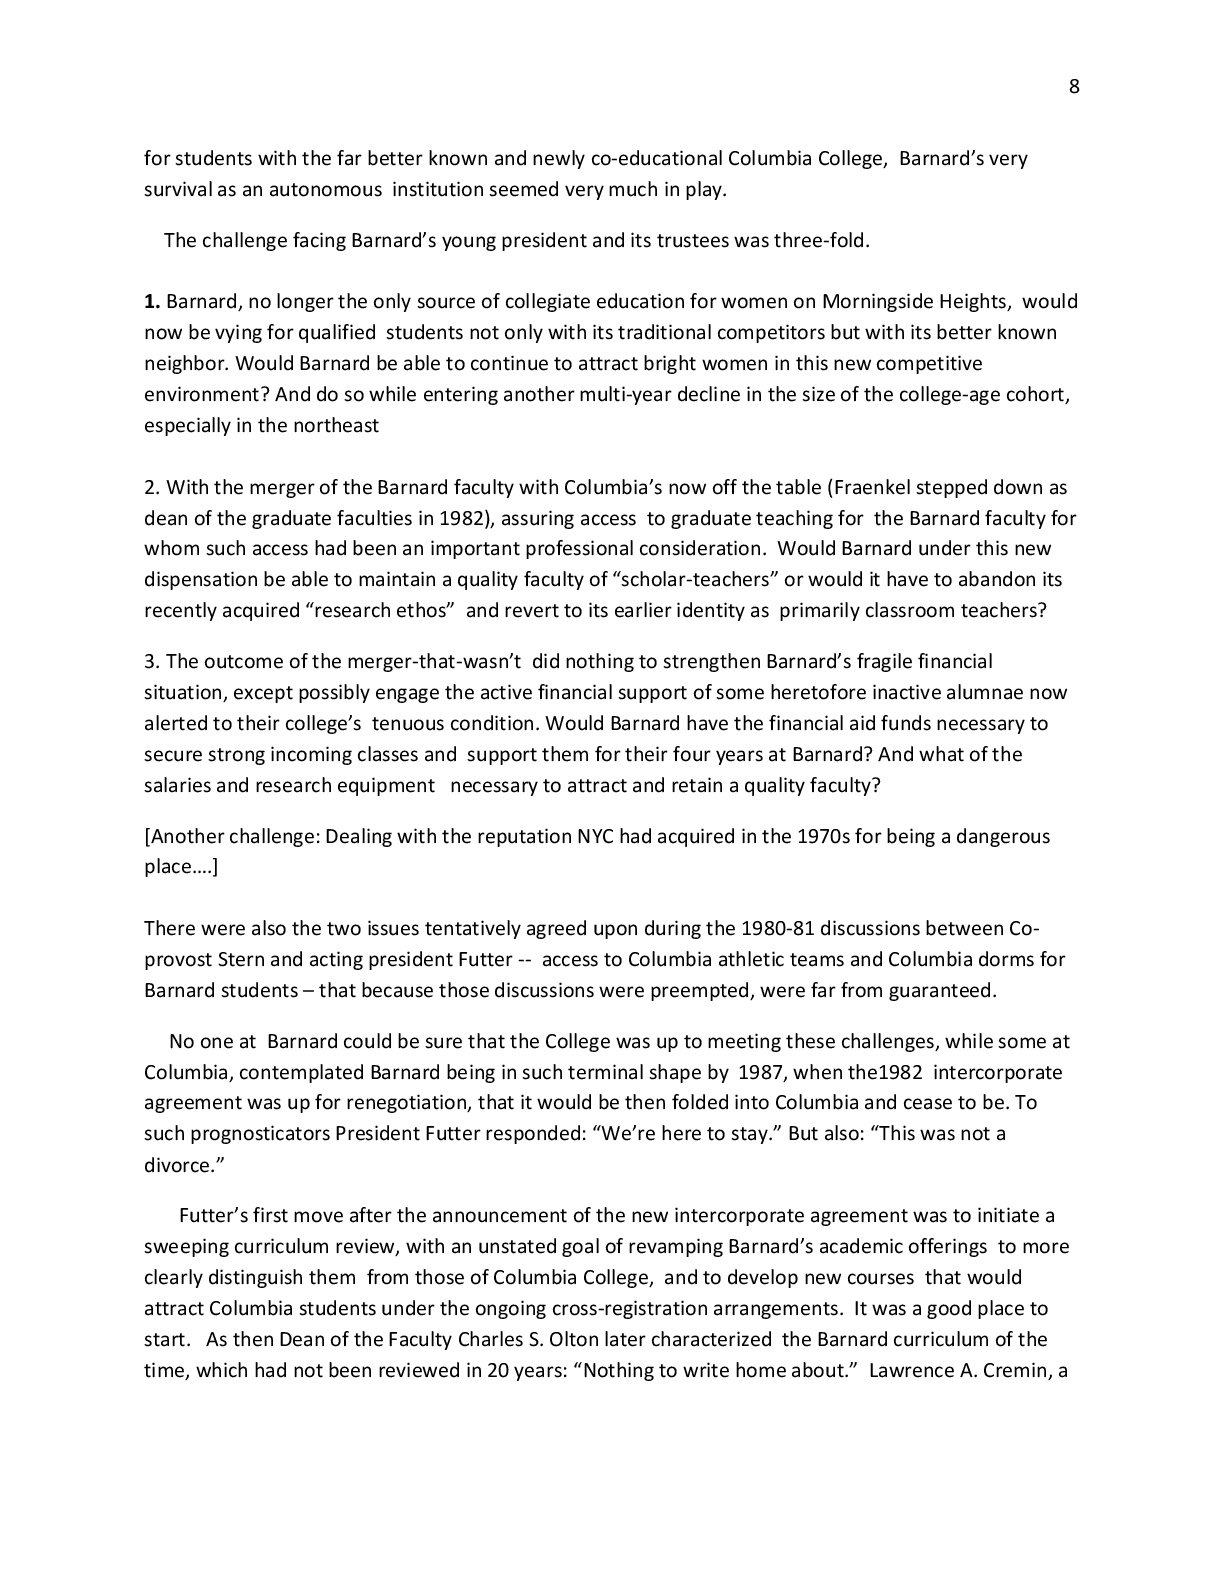 8
for students with the far better known and newly co-educational Columbia College,  Barnard’s very
survival as an autonomous  institution seemed very much in play.
The challenge facing Barnard’s young president and its trustees was three-fold.
1. Barnard, no longer the only source of collegiate education for women on Morningside Heights,  would
now be vying for qualified  students not only with its traditional competitors but with its better known
neighbor. Would Barnard be able to continue to attract bright women in this new competitive
environment? And do so while entering another multi-year decline in the size of the college-age cohort,
especially in the northeast
2. With the merger of the Barnard faculty with Columbia’s now off the table (Fraenkel stepped down as
dean of the graduate faculties in 1982), assuring access  to graduate teaching for  the Barnard faculty for
whom such access had been an important professional consideration.  Would Barnard under this new
dispensation be able to maintain a quality faculty of “scholar-teachers” or would it have to abandon its
recently acquired “research ethos”  and revert to its earlier identity as  primarily classroom teachers?
3. The outcome of the merger-that-wasn’t  did nothing to strengthen Barnard’s fragile financial
situation, except possibly engage the active financial support of some heretofore inactive alumnae now
alerted to their college’s  tenuous condition. Would Barnard have the financial aid funds necessary to
secure strong incoming classes and  support them for their four years at Barnard? And what of the
salaries and research equipment   necessary to attract and retain a quality faculty?
[Another challenge: Dealing with the reputation NYC had acquired in the 1970s for being a dangerous
place….]
There were also the two issues tentatively agreed upon during the 1980-81 discussions between Co-
provost Stern and acting president Futter --  access to Columbia athletic teams and Columbia dorms for
Barnard students – that because those discussions were preempted, were far from guaranteed.
No one at  Barnard could be sure that the College was up to meeting these challenges, while some at
Columbia, contemplated Barnard being in such terminal shape by  1987, when the1982  intercorporate
agreement was up for renegotiation, that it would be then folded into Columbia and cease to be. To
such prognosticators President Futter responded: “We’re here to stay.” But also: “This was not a
divorce.”
Futter’s first move after the announcement of the new intercorporate agreement was to initiate a
sweeping curriculum review, with an unstated goal of revamping Barnard’s academic offerings  to more
clearly distinguish them  from those of Columbia College,  and to develop new courses  that would
attract Columbia students under the ongoing cross-registration arrangements.  It was a good place to
start.   As then Dean of the Faculty Charles S. Olton later characterized  the Barnard curriculum of the
time, which had not been reviewed in 20 years: “Nothing to write home about.”  Lawrence A. Cremin, a